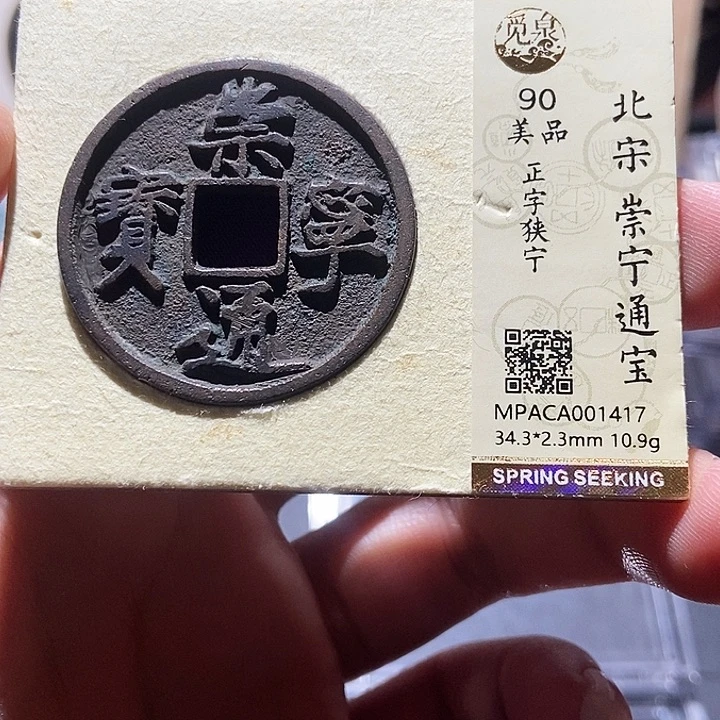 崇
寧
通
寳
觅泉
90
美品
正字狭宁
北宋 崇宁通宝
MPACA001417
34.3*2.3mm 10.9g
SPRING SEEKING